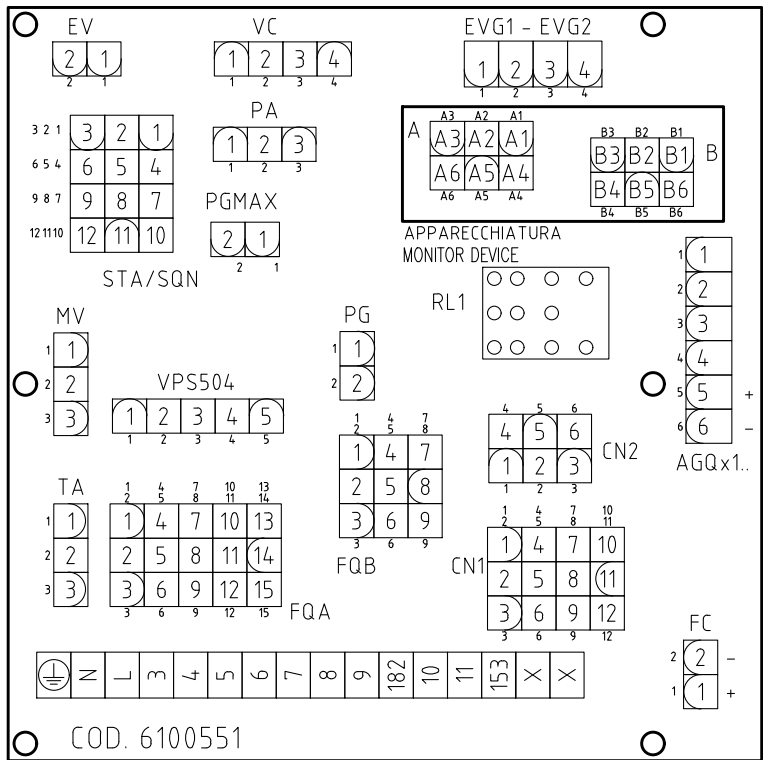 EV
2 1
2 1
VC
1 2 3 4
1 2 3 4
EVG1 - EVG2
1 2 3 4
1 2 3 4
3 2 1
3 2 1
6 5 4
6 5 4
9 8 7
9 8 7
12 11 10
12 11 10
STA/SQN
PA
1 2 3
1 2 3
PGMAX
2 1
2 1
A
A3 A2 A1
A3 A2 A1
A6 A5 A4
A6 A5 A4
B3 B2 B1
B3 B2 B1
B
B4 B5 B6
B4 B5 B6
APPARECCHIATURA
MONITOR DEVICE
RL1
1 1
2 2
3 3
4 4
5 5 +
6 6 -
AGQx1..
MV
1 1
2 2
3 3
VPS504
1 2 3 4 5
1 2 3 4 5
PG
1 1
2 2
4 5 6
4 5 6
1 2 3
1 2 3
CN2
1 4 7
2 5 8
1 4 7
2 5 8
3 6 9
3 6 9
FQB
TA
1 1
2 2
3 3
1 4 7 10 13
2 5 8 11 14
1 4 7 10 13
2 5 8 11 14
3 6 9 12 15
3 6 9 12 15
FQA
1 4 7 10
2 5 8 11
1 4 7 10
2 5 8 11
3 6 9 12
3 6 9 12
CN1
FC
2 2 -
1 1 +
N L 3 4 5 6 7 8 9 182 10 11 153 X X
COD. 6100551